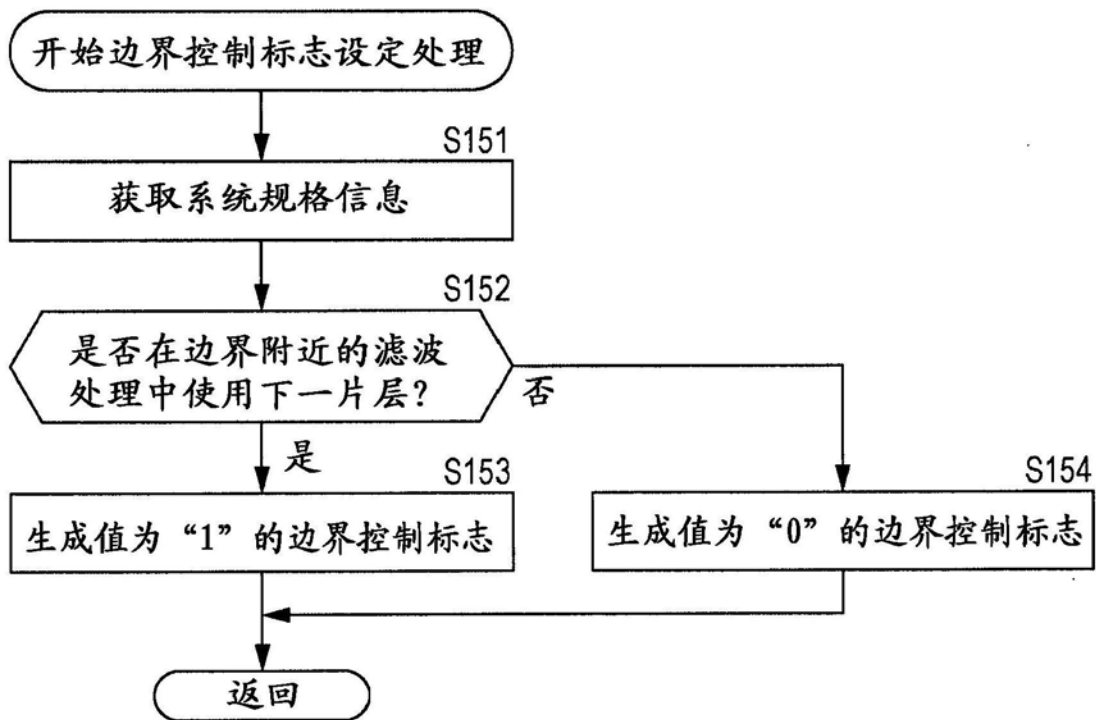 开始边界控制标志设定处理
S151
获取系统规格信息
S152
是否在边界附近的滤波
处理中使用下一片层？
否
是
S153
生成值为“1”的边界控制标志
S154
生成值为“0”的边界控制标志
返回